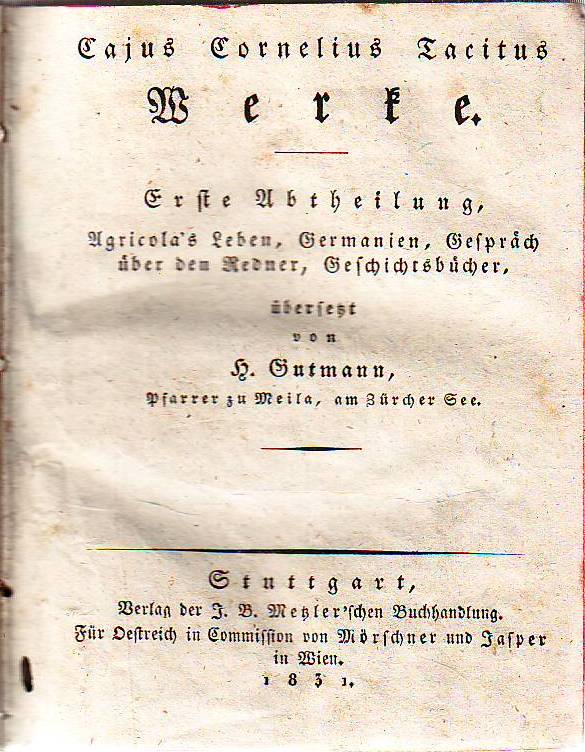 Cajus Cornelius Tacitus
Werke.
Erſte Abtheilung,
Agricola's Leben, Germanien, Geſpräch
über den Redner, Geſchichtsbücher,
überſetzt
von
H. Gutmann,
Pfarrer zu Meila, am Zürcher See.
Stuttgart,
Verlag der J. B. Metzler'ſchen Buchhandlung.
Für Oeſtreich in Commiſſion von Mörſchner und Jaſper
in Wien.
1831.